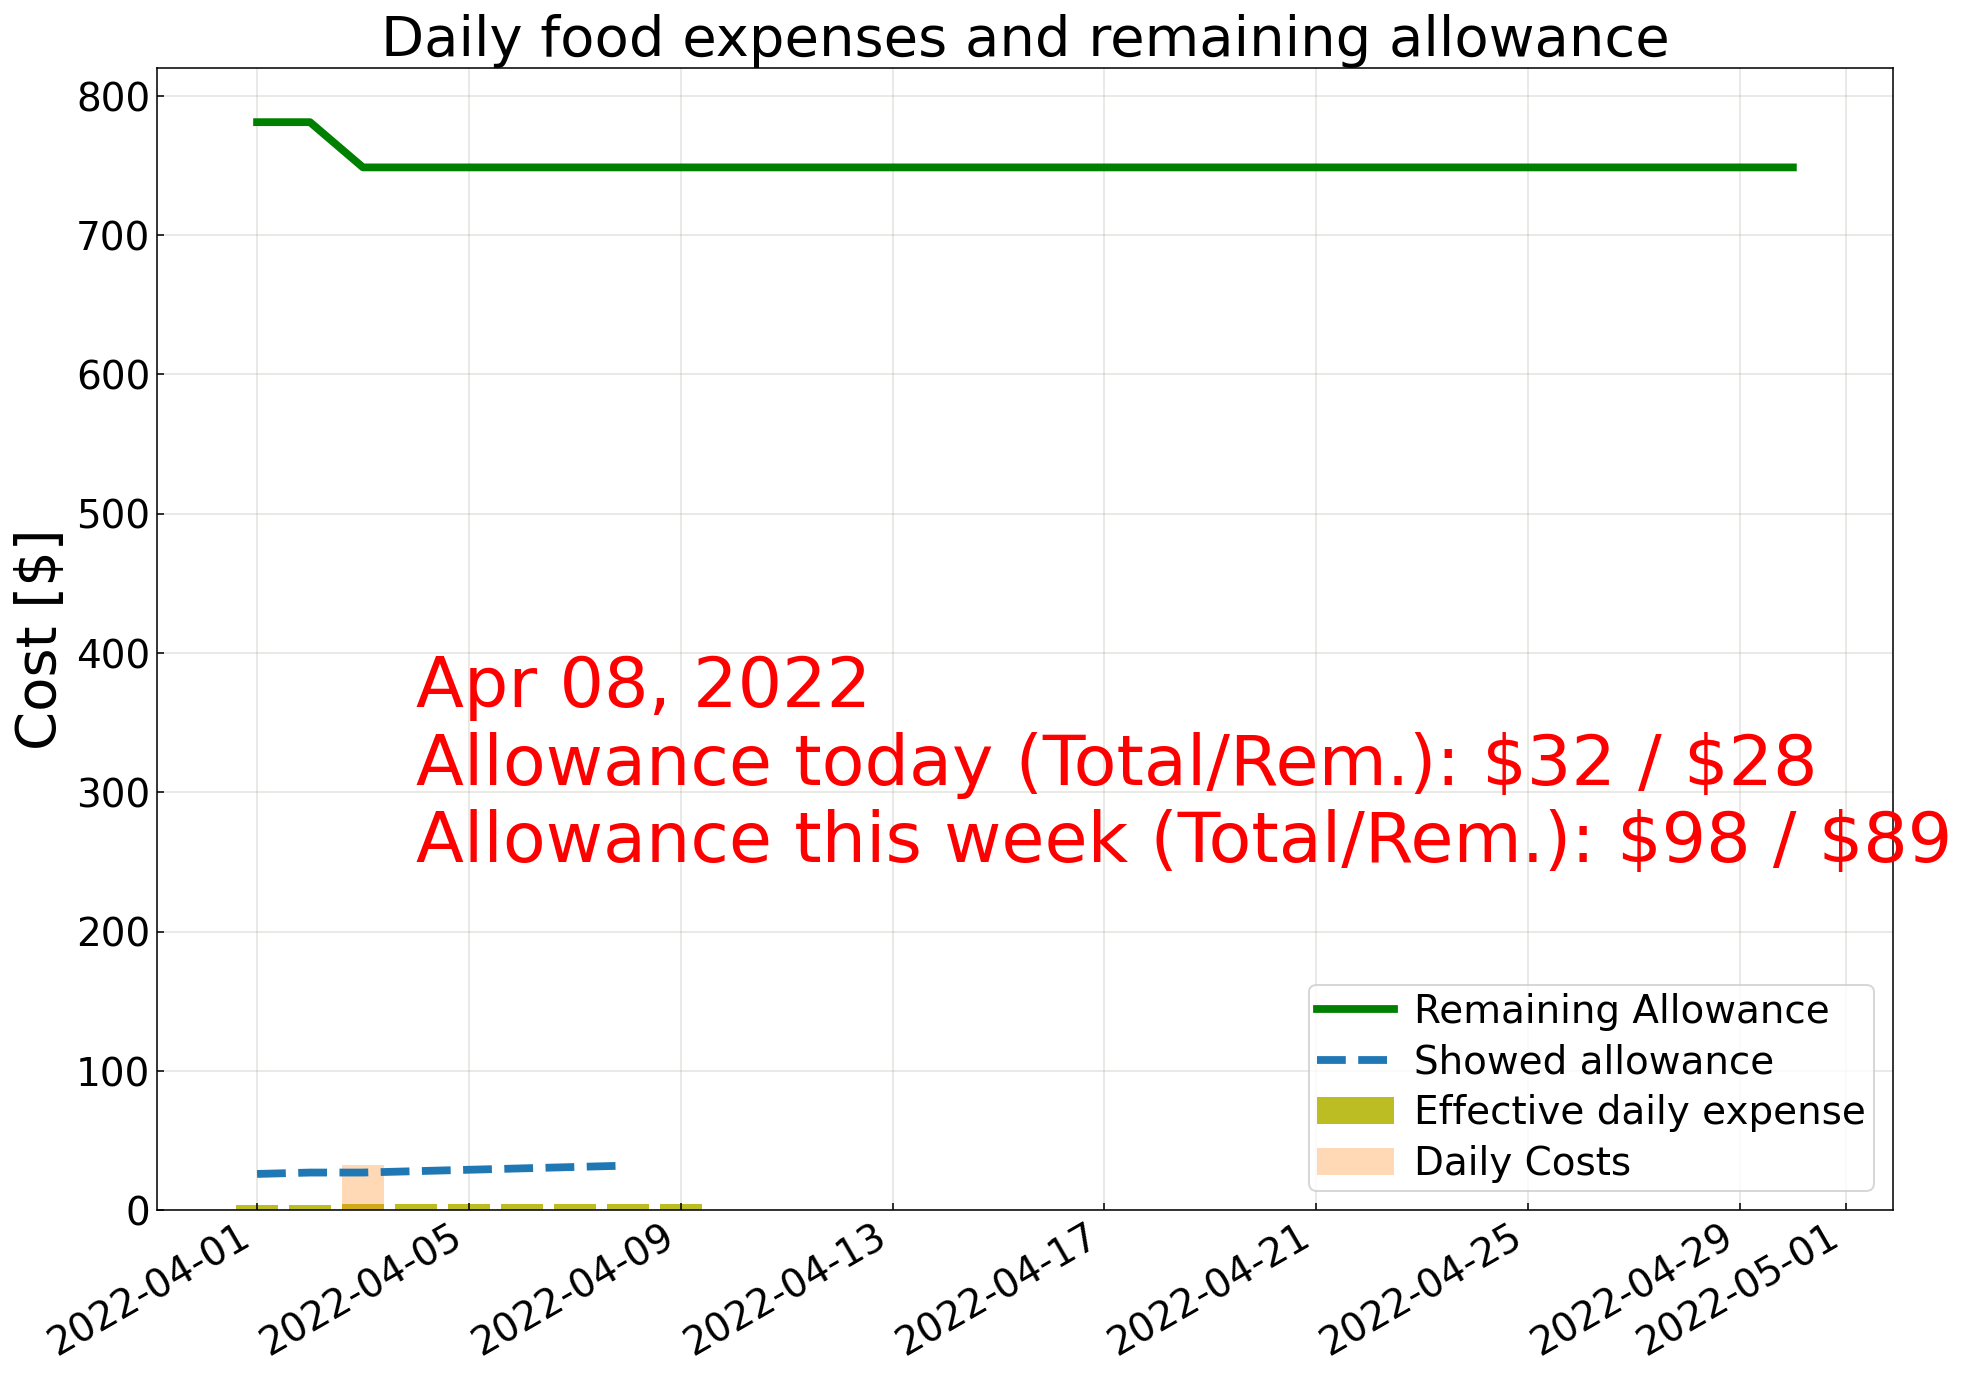 Daily food expenses and remaining allowance
800
700
600
500
400
300
200
100
0
Cost [$]
Apr 08, 2022
Allowance today (Total/Rem.): $32 / $28
Allowance this week (Total/Rem.): $98 / $89
Remaining Allowance
Showed allowance
Effective daily expense
Daily Costs
2022-04-01
2022-04-05
2022-04-09
2022-04-13
2022-04-17
2022-04-21
2022-04-25
2022-04-29
2022-05-01